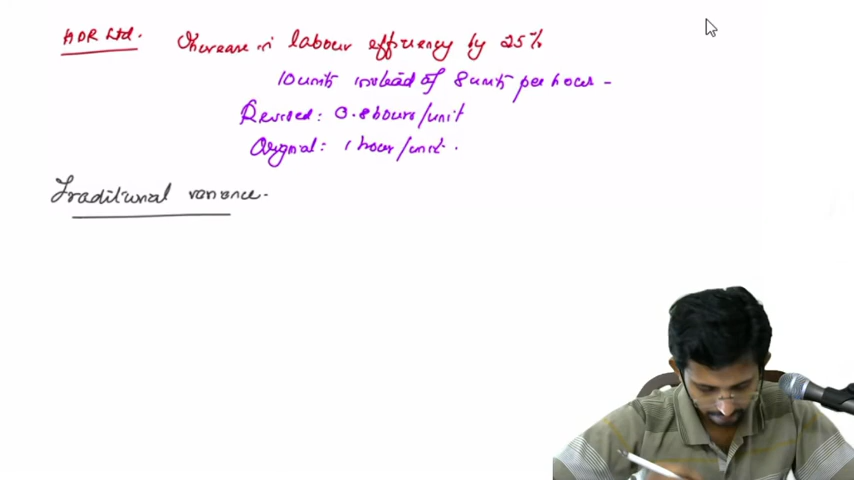 ADR Ltd. Increase in labour efficiency by 25%
10 units instead of 8 units per hour -
Revised: 0.8 hours/unit
Original: 1 hour/unit.
Traditional variance.